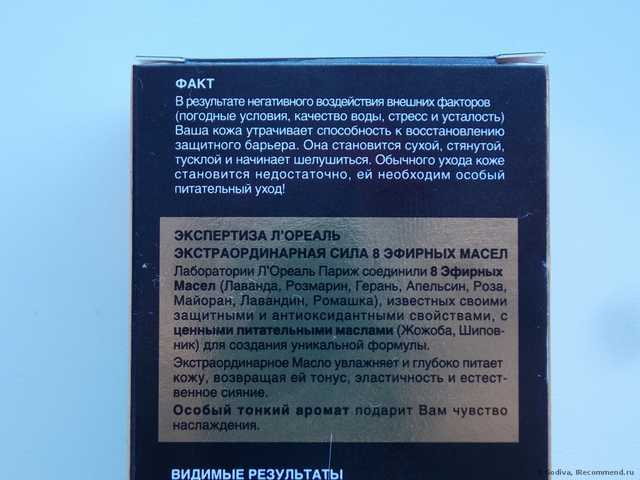 ФАКТ
В результате негативного воздействия внешних факторов
(погодные условия, качество воды, стресс и усталость)
Ваша кожа утрачивает способность к восстановлению
защитного барьера. Она становится сухой, стянутой,
тусклой и начинает шелушиться. Обычного ухода коже
становится недостаточно, ей необходим особый
питательный уход!
ЭКСПЕРТИЗА Л'ОРЕАЛЬ
ЭКСТРАОРДИНАРНАЯ СИЛА 8 ЭФИРНЫХ МАСЕЛ
Лаборатории Л'Ореаль Париж соединили 8 Эфирных
Масел (Лаванда, Розмарин, Герань, Апельсин, Роза,
Майоран, Лавандин, Ромашка), известных своими
защитными и антиоксидантными свойствами, с
ценными питательными маслами (Жожоба, Шипов-
ник) для создания уникальной формулы.
Экстраординарное Масло увлажняет и глубоко питает
кожу, возвращая ей тонус, эластичность и естест-
венное сияние.
Особый тонкий аромат подарит Вам чувство
наслаждения.
ВИДИМЫЕ РЕЗУЛЬТАТЫ
Godiva, IRecommend.ru